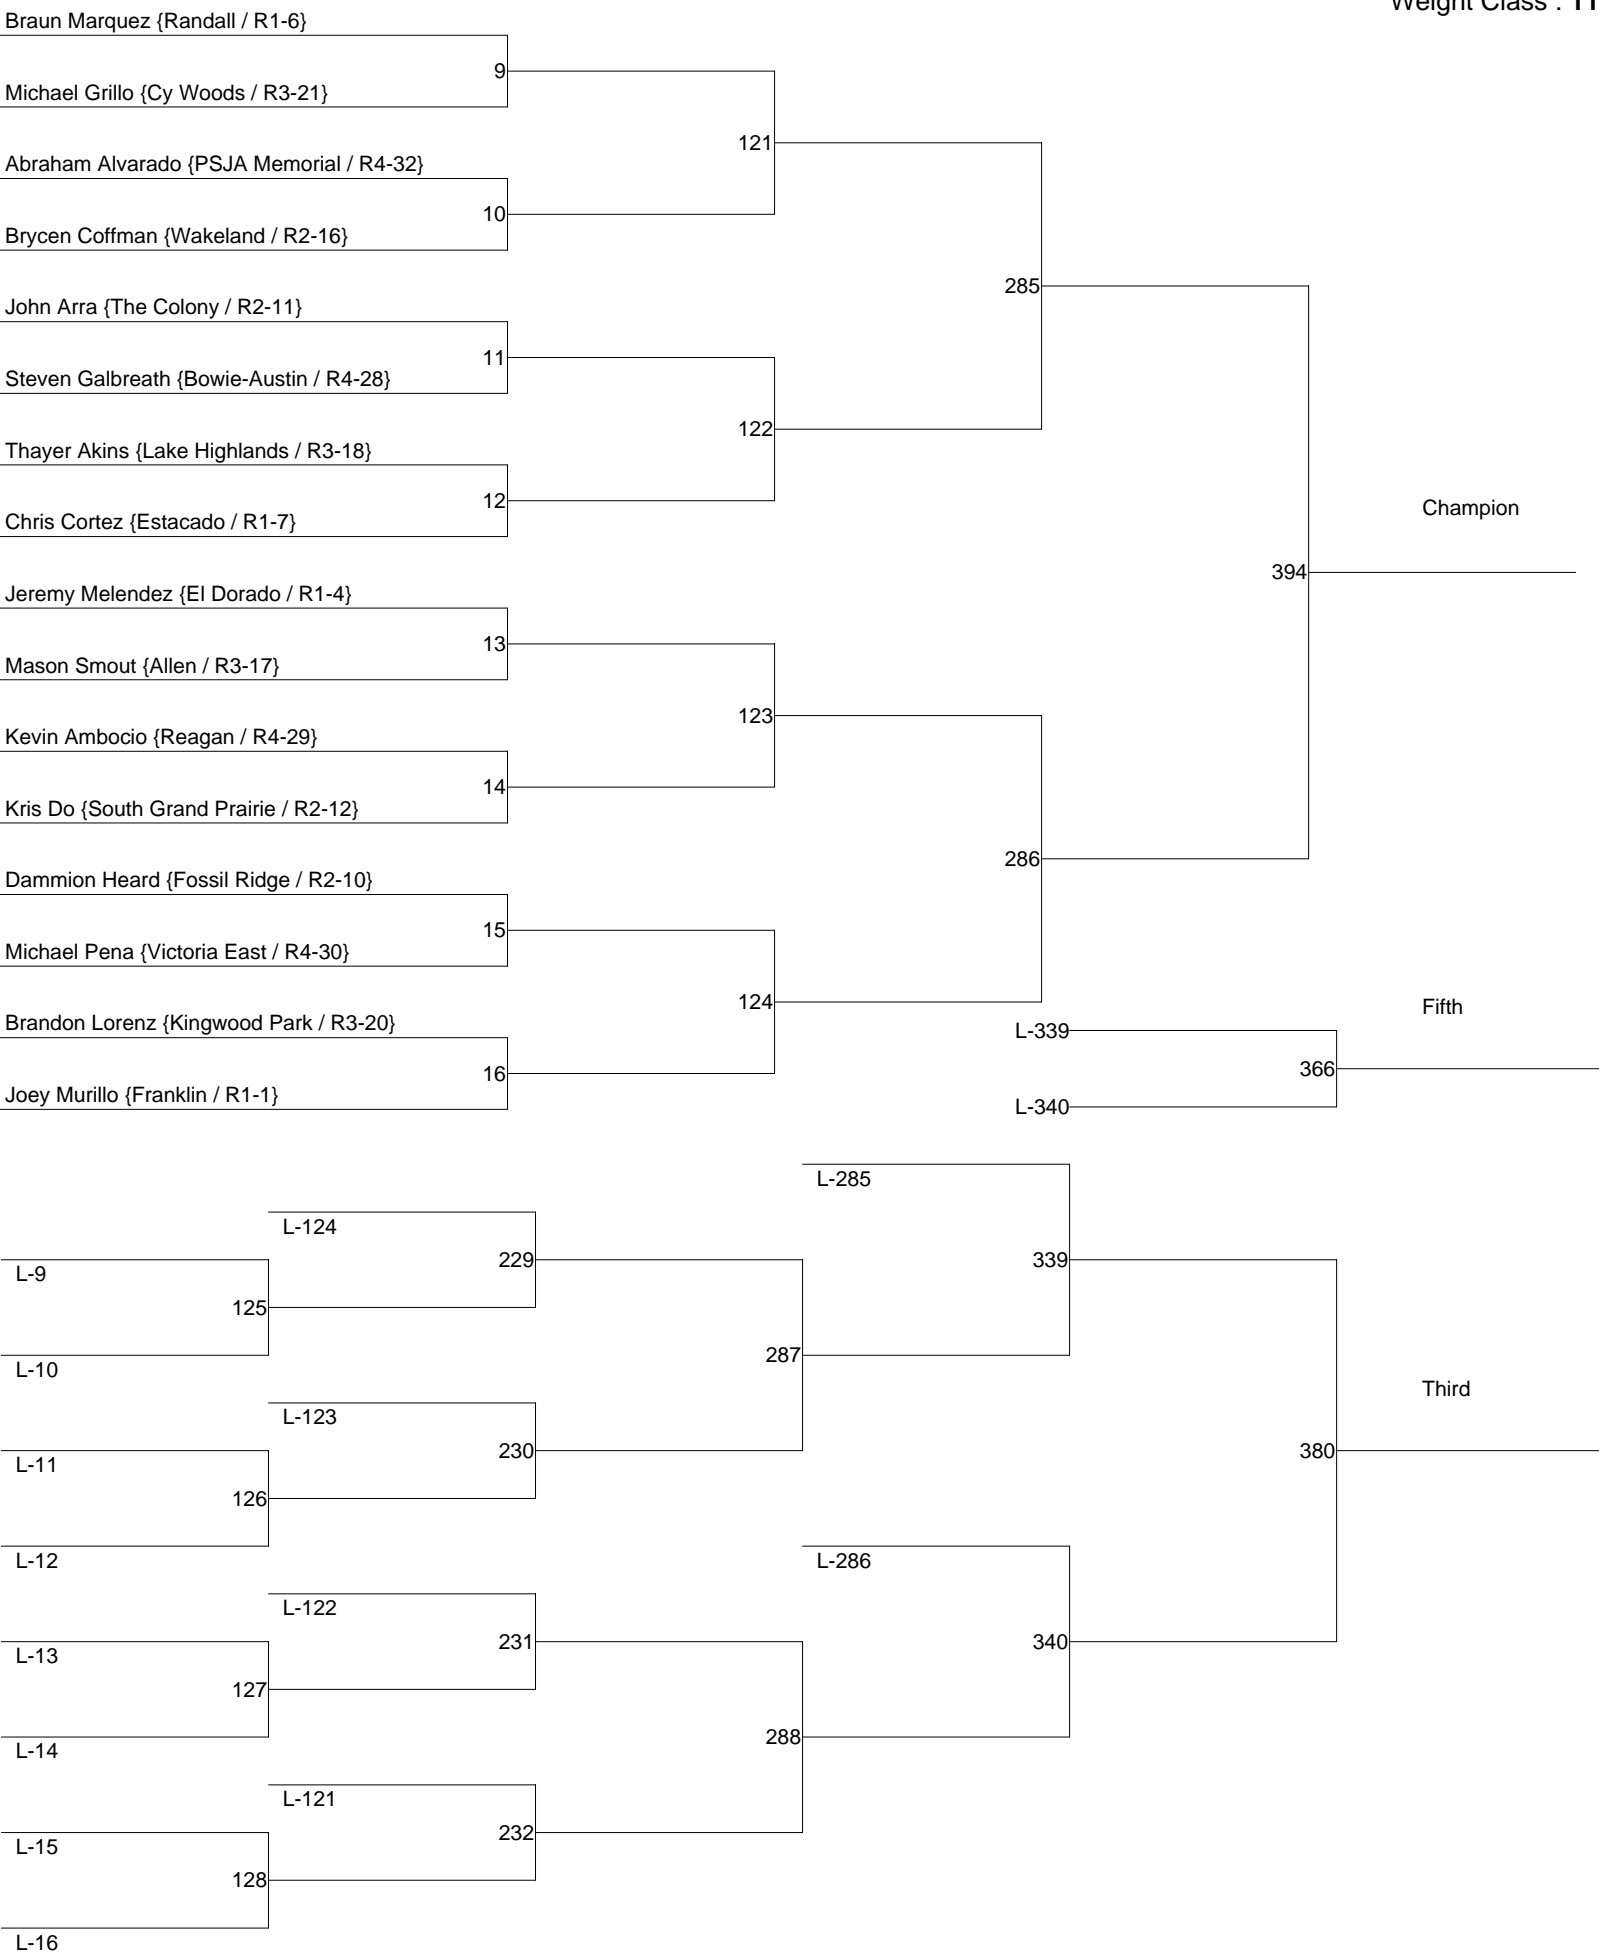 Weight Class : 11
Braun Marquez {Randall / R1-6}
9
Michael Grillo {Cy Woods / R3-21}
121
Abraham Alvarado {PSJA Memorial / R4-32}
10
Brycen Coffman {Wakeland / R2-16}
285
John Arra {The Colony / R2-11}
11
Steven Galbreath {Bowie-Austin / R4-28}
122
Thayer Akins {Lake Highlands / R3-18}
12
Champion
Chris Cortez {Estacado / R1-7}
394
Jeremy Melendez {El Dorado / R1-4}
13
Mason Smout {Allen / R3-17}
123
Kevin Ambocio {Reagan / R4-29}
14
Kris Do {South Grand Prairie / R2-12}
286
Dammion Heard {Fossil Ridge / R2-10}
15
Michael Pena {Victoria East / R4-30}
124
Fifth
Brandon Lorenz {Kingwood Park / R3-20}
L-339
366
16
Joey Murillo {Franklin / R1-1}
L-340
L-285
L-124
229
339
L-9
125
287
L-10
Third
L-123
230
380
L-11
126
L-12
L-286
L-122
231
340
L-13
127
288
L-14
L-121
232
L-15
128
L-16